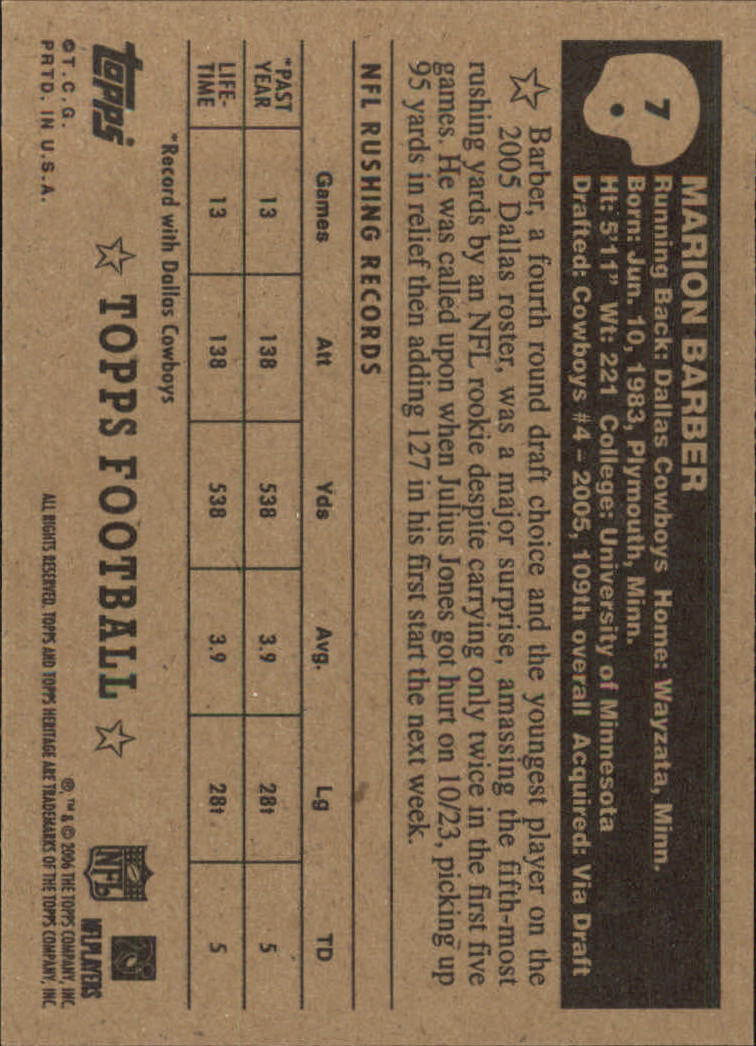 7
MARION BARBER
Running Back: Dallas Cowboys Home: Wayzata, Minn.
Born: Jun. 10, 1983, Plymouth, Minn.
Ht: 5'11" Wt: 221 College: University of Minnesota
Drafted: Cowboys #4 – 2005, 109th overall Acquired: Via Draft
☆ Barber, a fourth round draft choice and the youngest player on the
2005 Dallas roster, was a major surprise, amassing the fifth-most
rushing yards by an NFL rookie despite carrying only twice in the first five
games. He was called upon when Julius Jones got hurt on 10/23, picking up
95 yards in relief then adding 127 in his first start the next week.
NFL RUSHING RECORDS
Games Att Yds Avg. Lg TD
*PAST
YEAR 13 138 538 3.9 28t 5
LIFE-
TIME 13 138 538 3.9 28t 5
*Record with Dallas Cowboys
topps
☆ TOPPS FOOTBALL ☆
NFL
NFL PLAYERS
©T.C.G.
PRTD. IN U.S.A.
®,™ & © 2006 THE TOPPS COMPANY, INC.
ALL RIGHTS RESERVED. TOPPS AND TOPPS HERITAGE ARE TRADEMARKS OF THE TOPPS COMPANY, INC.